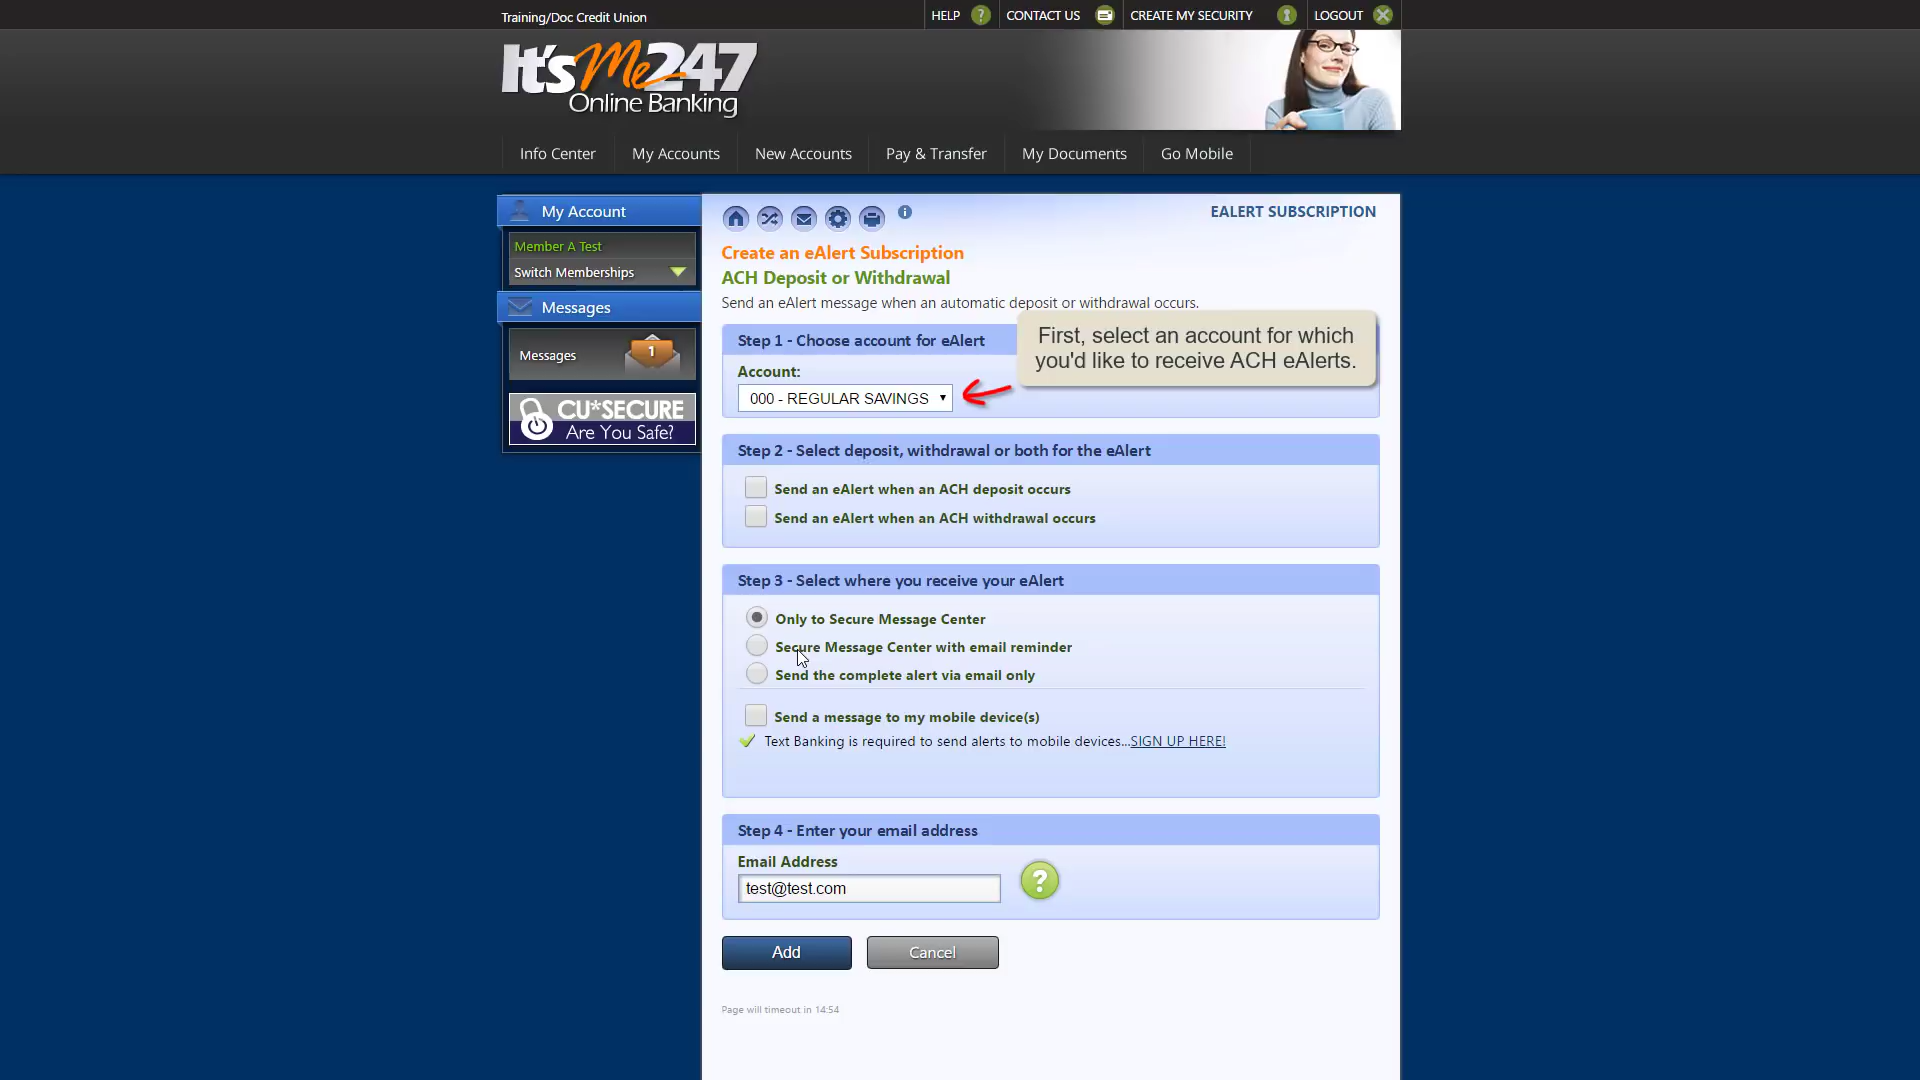 Training/Doc Credit Union
HELP ?
CONTACT US
CREATE MY SECURITY
LOGOUT
It's Me 247
Online Banking
Info Center
My Accounts
New Accounts
Pay & Transfer
My Documents
Go Mobile
My Account
Member A Test
Switch Memberships
Messages
Messages
1
CU*SECURE
Are You Safe?
i
EALERT SUBSCRIPTION
Create an eAlert Subscription
ACH Deposit or Withdrawal
Send an eAlert message when an automatic deposit or withdrawal occurs.
Step 1 - Choose account for eAlert
First, select an account for which
you'd like to receive ACH eAlerts.
Account:
000 - REGULAR SAVINGS
Step 2 - Select deposit, withdrawal or both for the eAlert
Send an eAlert when an ACH deposit occurs
Send an eAlert when an ACH withdrawal occurs
Step 3 - Select where you receive your eAlert
Only to Secure Message Center
Secure Message Center with email reminder
Send the complete alert via email only
Send a message to my mobile device(s)
Text Banking is required to send alerts to mobile devices...SIGN UP HERE!
Step 4 - Enter your email address
Email Address
test@test.com
?
Add
Cancel
Page will timeout in 14:54